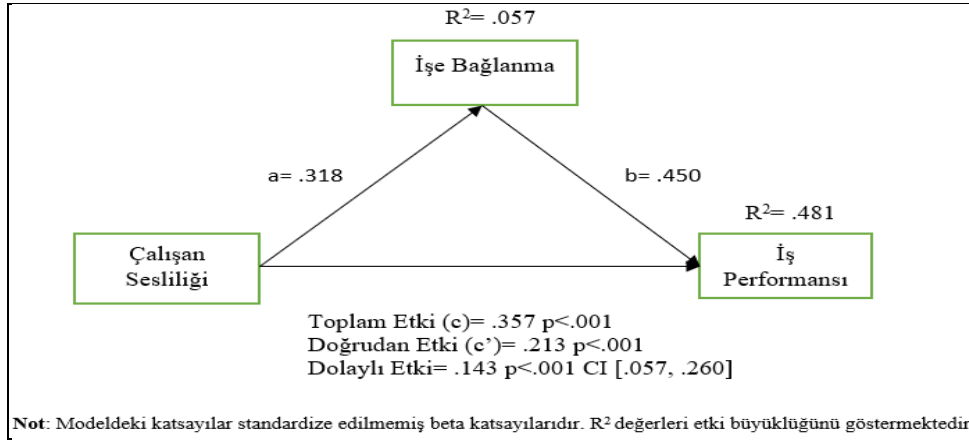 R²= .057
İşe Bağlanma
a= .318
b= .450
R²= .481
Çalışan
Sesliliği
İş
Performansı
Toplam Etki (c)= .357 p<.001
Doğrudan Etki (c’)= .213 p<.001
Dolaylı Etki= .143 p<.001 CI [.057, .260]
Not: Modeldeki katsayılar standardize edilmemiş beta katsayılarıdır. R² değerleri etki büyüklüğünü göstermektedir